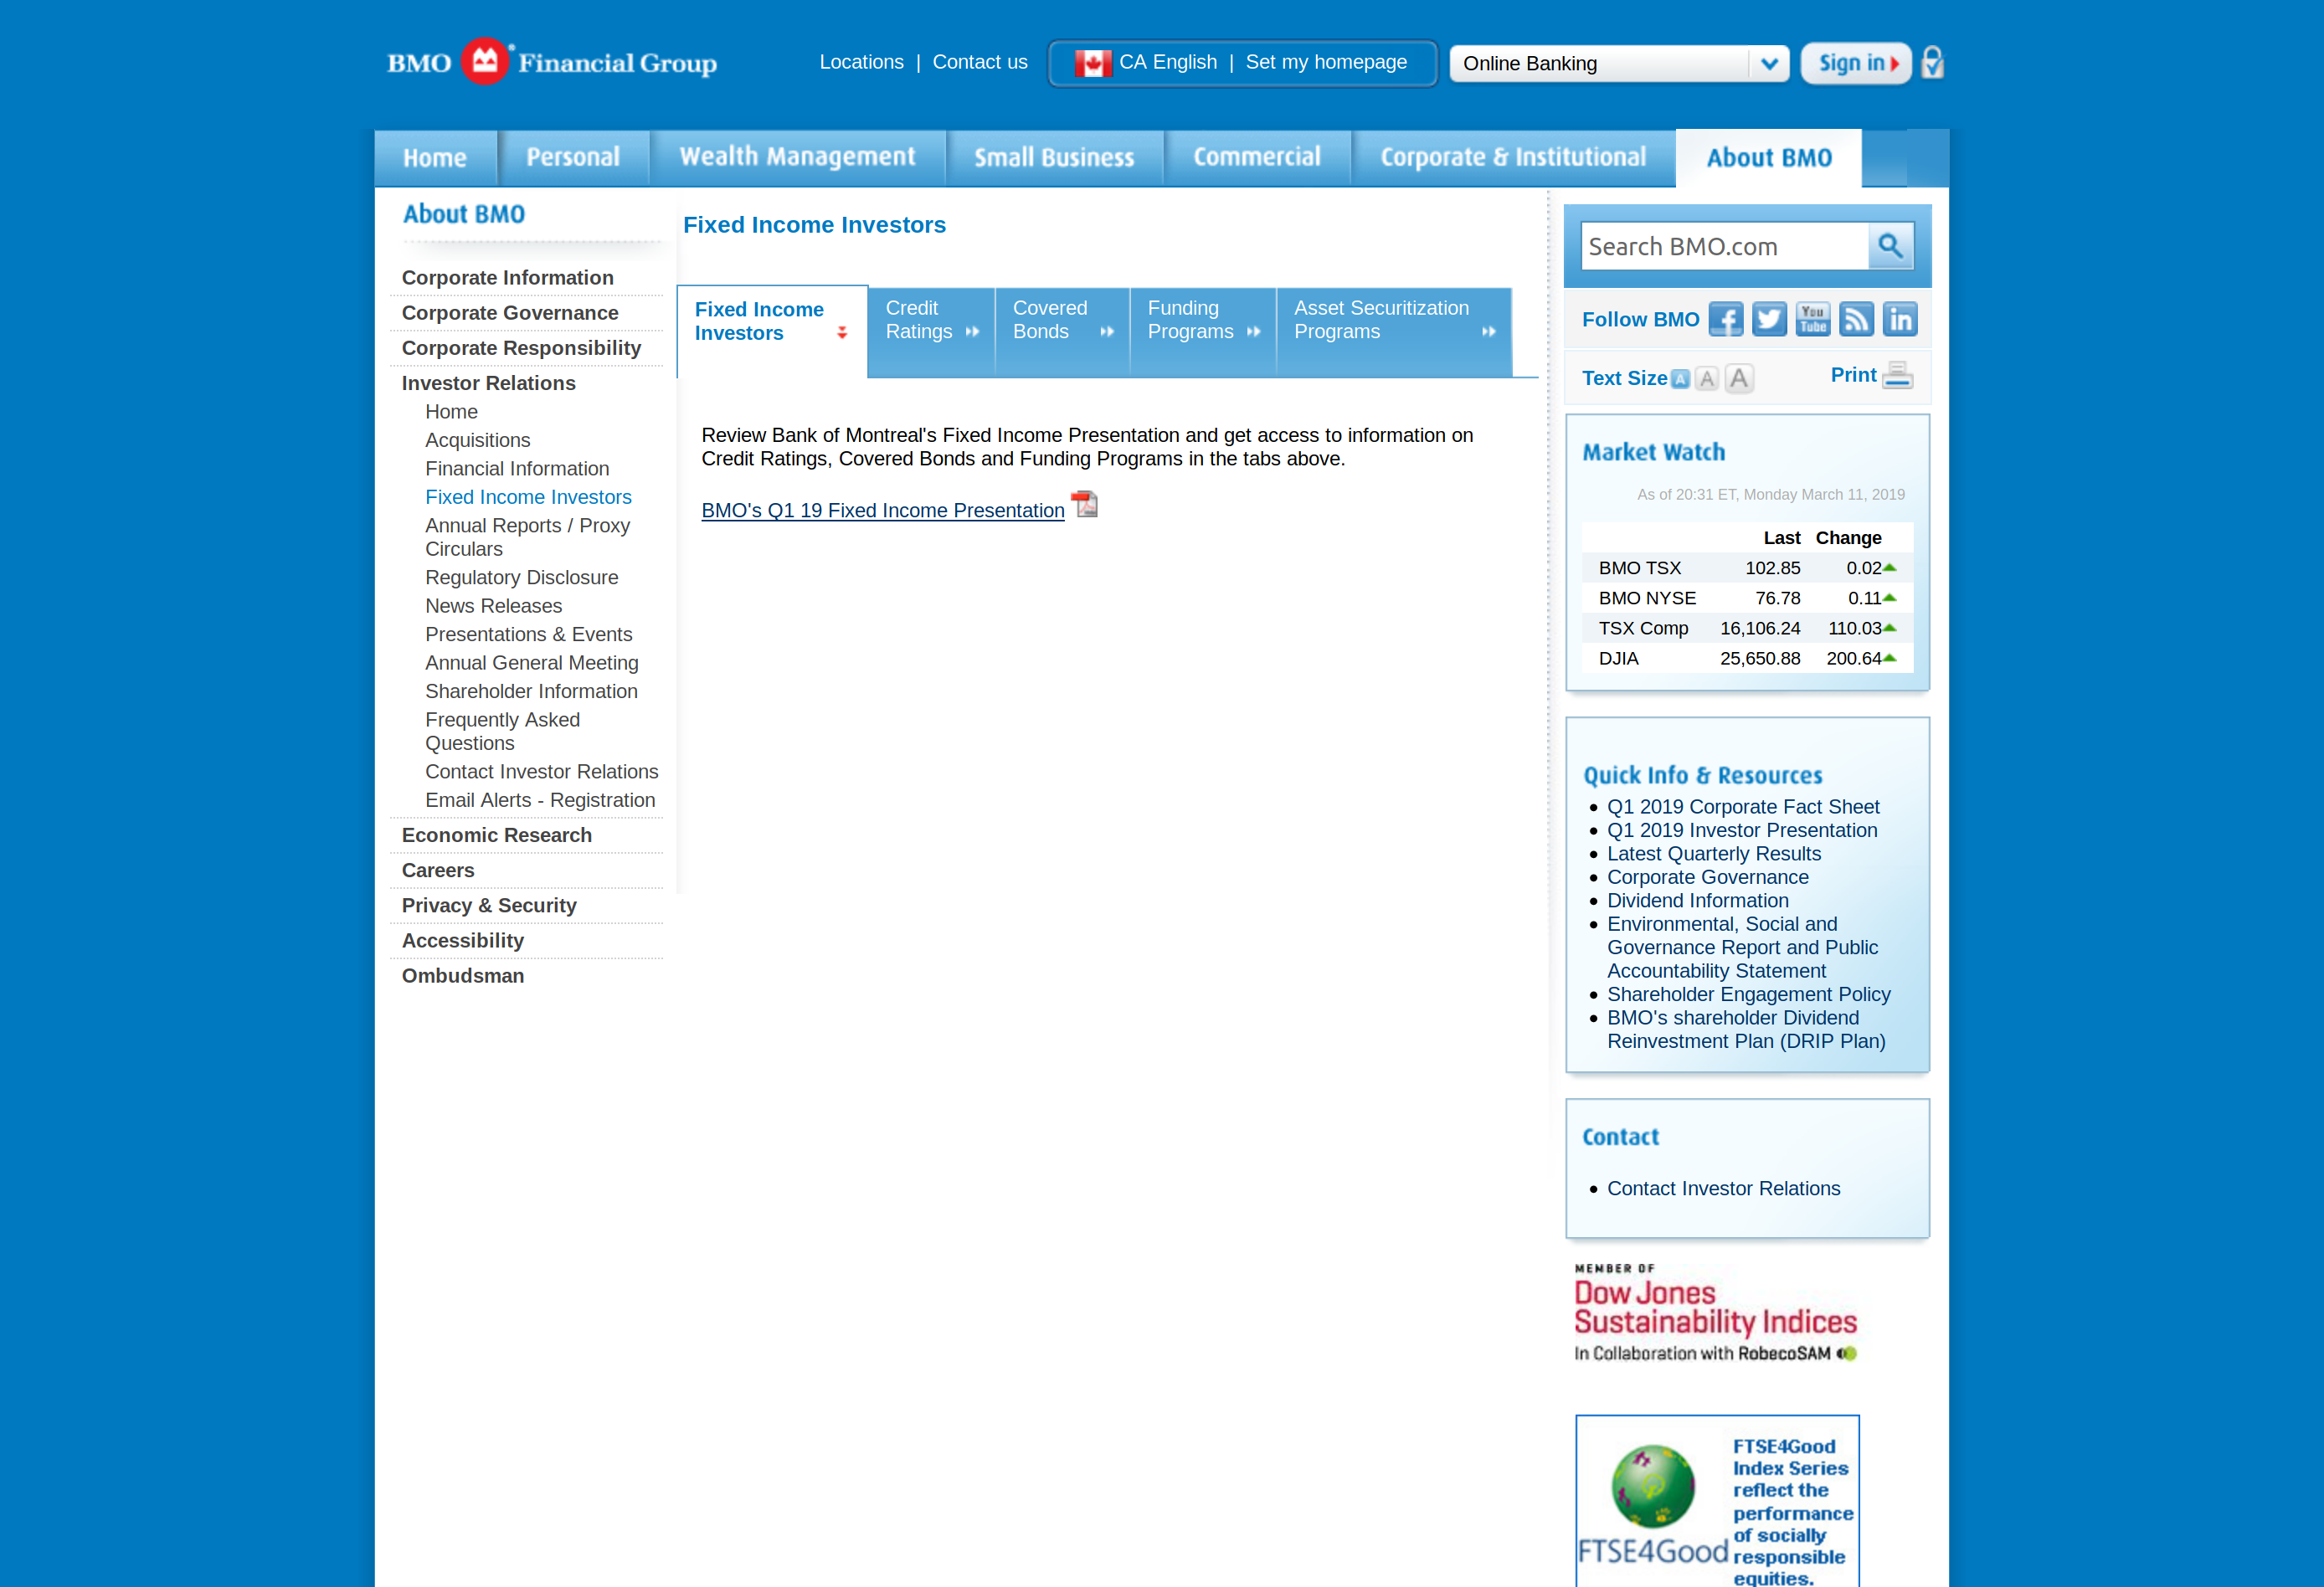 BMO Financial Group
Locations | Contact us
CA English | Set my homepage
Online Banking
Sign in
Home
Personal
Wealth Management
Small Business
Commercial
Corporate & Institutional
About BMO
About BMO
Corporate Information
Corporate Governance
Corporate Responsibility
Investor Relations
Home
Acquisitions
Financial Information
Fixed Income Investors
Annual Reports / Proxy
Circulars
Regulatory Disclosure
News Releases
Presentations & Events
Annual General Meeting
Shareholder Information
Frequently Asked
Questions
Contact Investor Relations
Email Alerts - Registration
Economic Research
Careers
Privacy & Security
Accessibility
Ombudsman
Fixed Income Investors
Fixed Income
Investors
Credit
Ratings
Covered
Bonds
Funding
Programs
Asset Securitization
Programs
Review Bank of Montreal's Fixed Income Presentation and get access to information on
Credit Ratings, Covered Bonds and Funding Programs in the tabs above.
BMO's Q1 19 Fixed Income Presentation
Search BMO.com
Follow BMO
You
Tube
in
Text Size A A A
Print
Market Watch
As of 20:31 ET, Monday March 11, 2019
Last Change
BMO TSX 102.85 0.02
BMO NYSE 76.78 0.11
TSX Comp 16,106.24 110.03
DJIA 25,650.88 200.64
Quick Info & Resources
Q1 2019 Corporate Fact Sheet
Q1 2019 Investor Presentation
Latest Quarterly Results
Corporate Governance
Dividend Information
Environmental, Social and
Governance Report and Public
Accountability Statement
Shareholder Engagement Policy
BMO's shareholder Dividend
Reinvestment Plan (DRIP Plan)
Contact
Contact Investor Relations
MEMBER OF
Dow Jones
Sustainability Indices
In Collaboration with RobecoSAM
FTSE4Good
FTSE4Good
Index Series
reflect the
performance
of socially
responsible
equities.